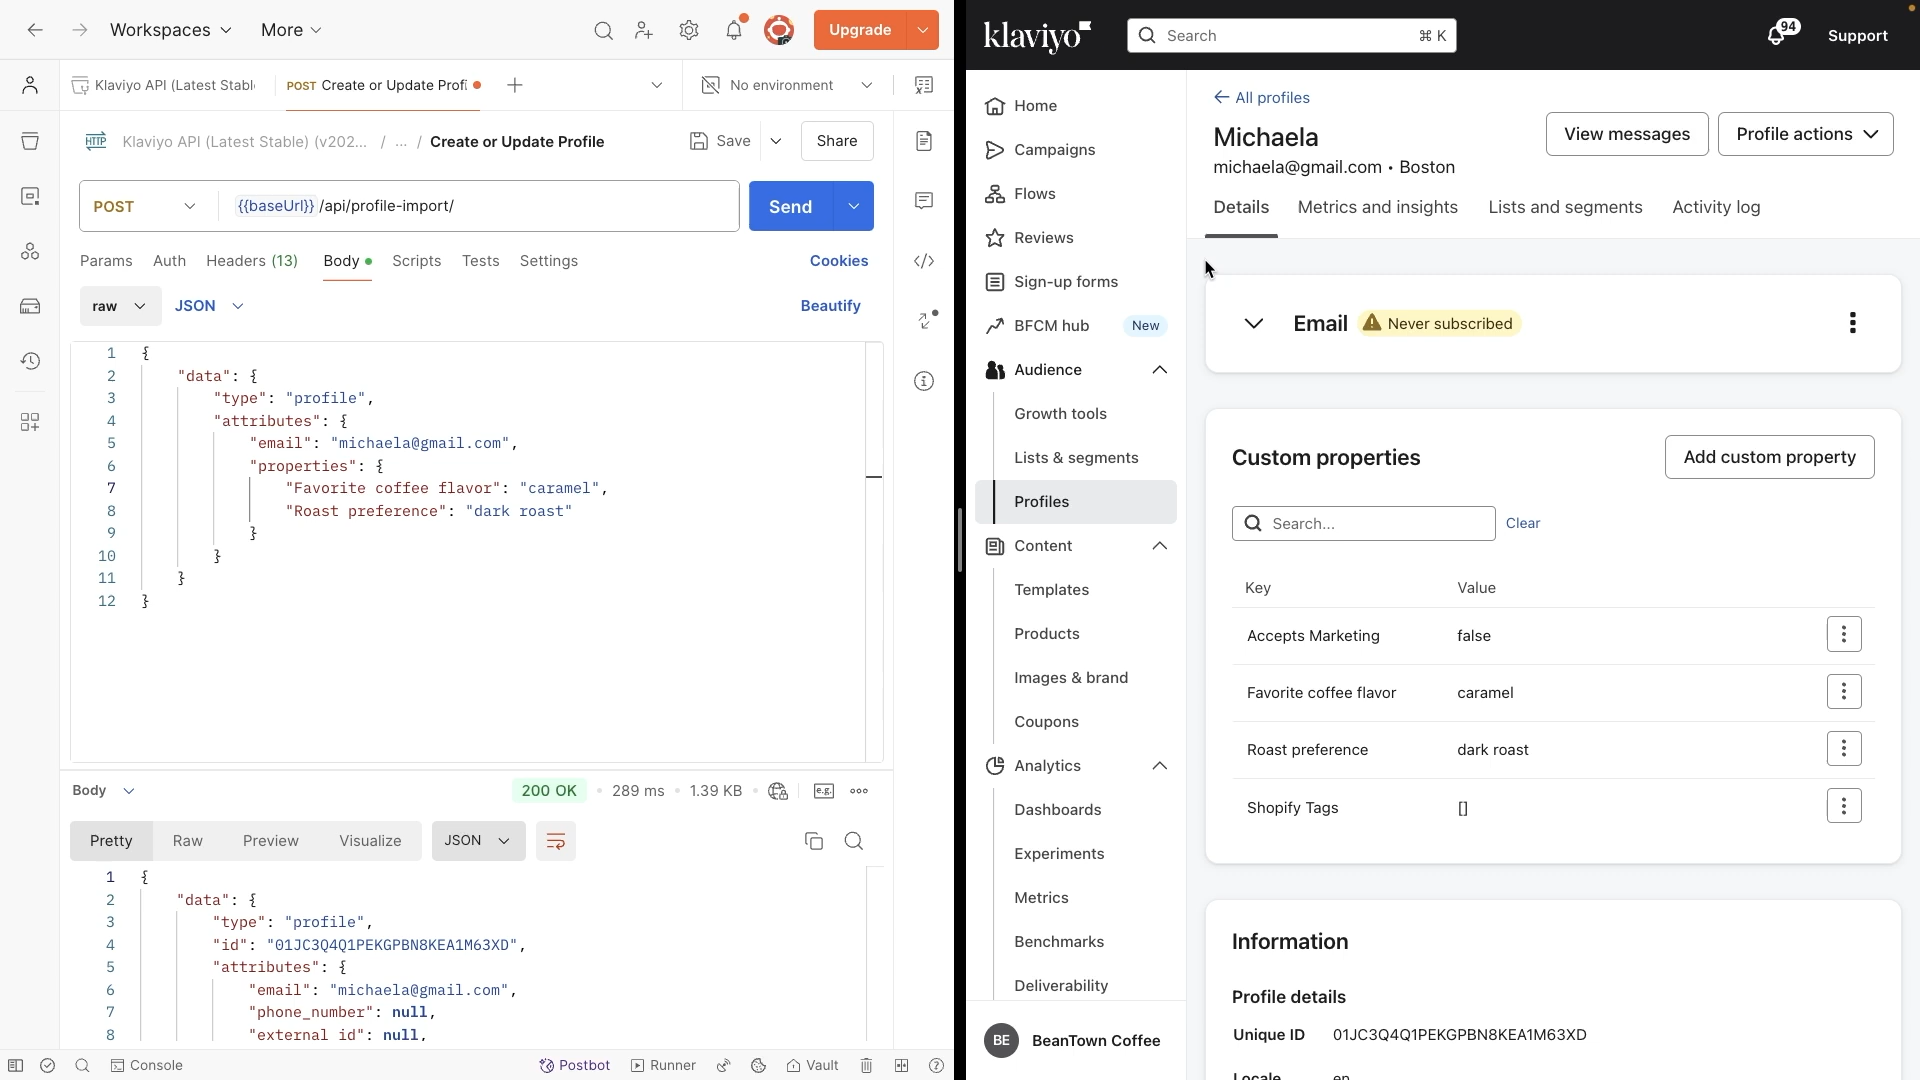 Workspaces
More
Upgrade
Klaviyo API (Latest Stabl
POST Create or Update Profi
No environment
HTTP Klaviyo API (Latest Stable) (v202... / ... / Create or Update Profile
Save
Share
POST
{{baseUrl}} /api/profile-import/
Send
Params Auth Headers (13) Body Scripts Tests Settings
Cookies
raw JSON
Beautify
1 {
2 "data": {
3 "type": "profile",
4 "attributes": {
5 "email": "michaela@gmail.com",
6 "properties": {
7 "Favorite coffee flavor": "caramel",
8 "Roast preference": "dark roast"
9 }
10 }
11 }
12 }
Body
200 OK • 289 ms • 1.39 KB
e.g.
Pretty Raw Preview Visualize JSON
1 {
2 "data": {
3 "type": "profile",
4 "id": "01JC3Q4Q1PEKGPBN8KEA1M63XD",
5 "attributes": {
6 "email": "michaela@gmail.com",
7 "phone_number": null,
8 "external_id": null,
Console
Postbot
Runner
Vault
klaviyo
Search
⌘ K
94
Support
Home
Campaigns
Flows
Reviews
Sign-up forms
BFCM hub New
Audience
Growth tools
Lists & segments
Profiles
Content
Templates
Products
Images & brand
Coupons
Analytics
Dashboards
Experiments
Metrics
Benchmarks
Deliverability
BE BeanTown Coffee
← All profiles
Michaela
michaela@gmail.com • Boston
View messages
Profile actions
Details Metrics and insights Lists and segments Activity log
Email Never subscribed
Custom properties
Add custom property
Search...
Clear
Key Value
Accepts Marketing false
Favorite coffee flavor caramel
Roast preference dark roast
Shopify Tags []
Information
Profile details
Unique ID 01JC3Q4Q1PEKGPBN8KEA1M63XD
Locale en